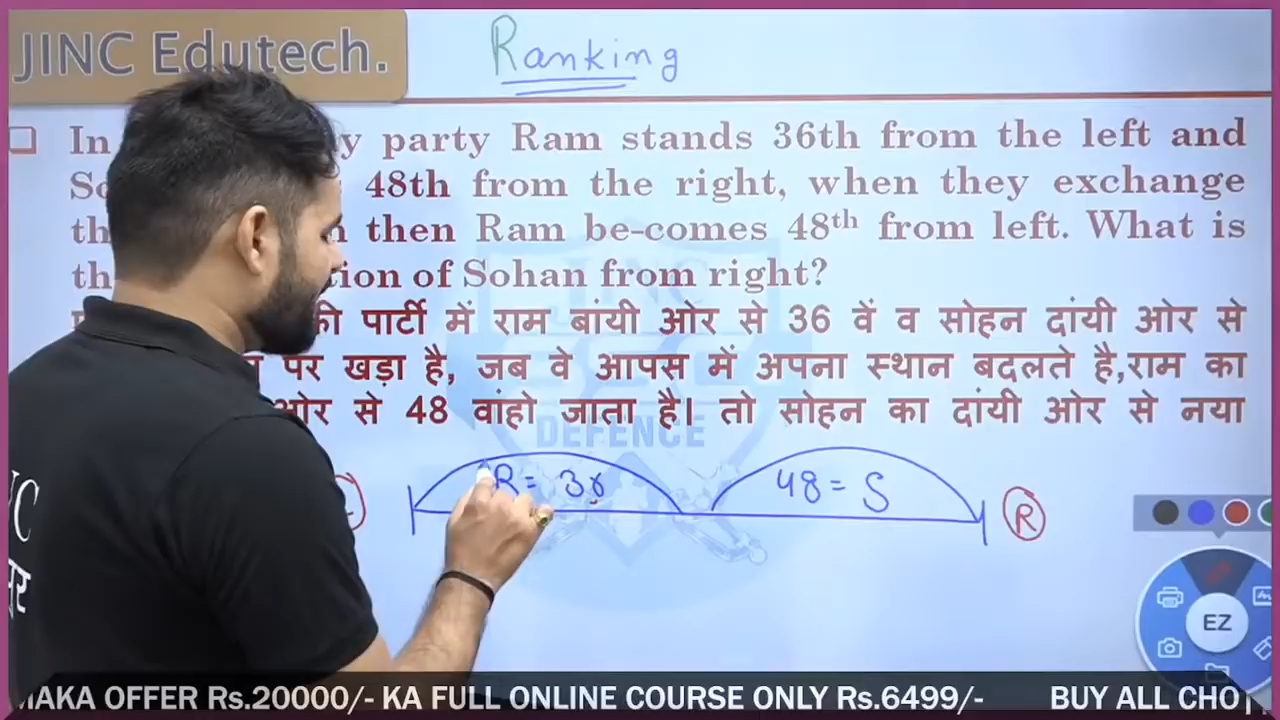 JINC Edutech.
Ranking
In party Ram stands 36th from the left and
48th from the right, when they exchange
then Ram be-comes 48th from left. What is
of Sohan from right?
पार्टी में राम बांयी ओर से 36 वें व सोहन दांयी ओर से
पर खड़ा है, जब वे आपस में अपना स्थान बदलते है,राम का
ओर से 48 वांहो जाता है। तो सोहन का दांयी ओर से नया
DEFENCE
R = 36 48 = S
R
EZ
OFFER Rs.20000/- KA FULL ONLINE COURSE ONLY Rs.6499/- BUY ALL